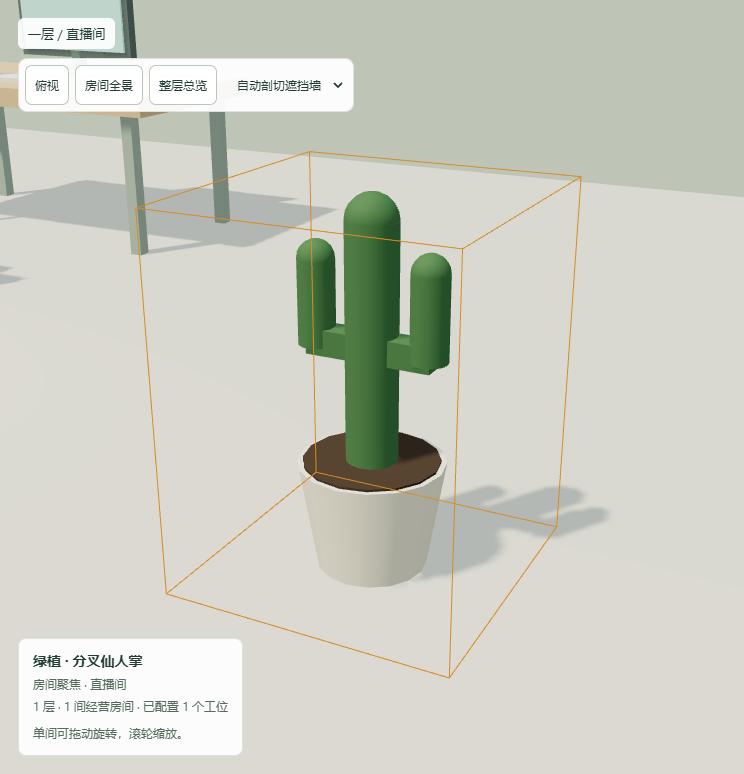 一层 / 直播间
俯视 房间全景 整层总览 自动剖切遮挡墙
绿植 · 分叉仙人掌
房间聚焦 · 直播间
1 层 · 1 间经营房间 · 已配置 1 个工位
单间可拖动旋转，滚轮缩放。